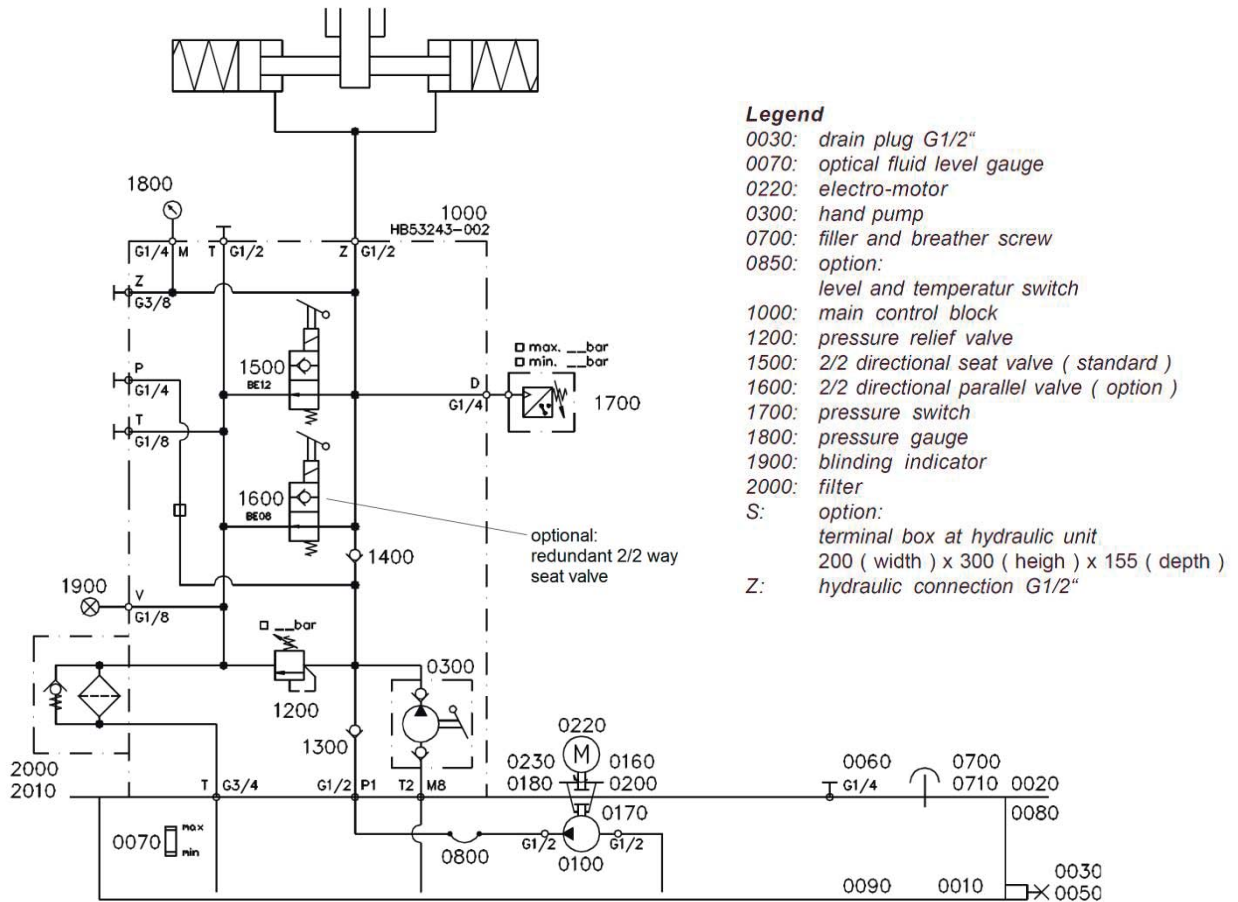 1800
1000
HB53243-002
G1/4 M T G1/2 Z G1/2
Z
G3/8
1500
BE12
P
G1/4
T
G1/8
□ max. __bar
□ min. __bar
D
G1/4
1700
1600
BE08
optional:
redundant 2/2 way
seat valve
1400
1900
V
G1/8
□ __bar
1200
0300
1300
2000
2010
T G3/4 G1/2 P1 T2 M8
0220
M
0230 0160
0180 0200
0170
0060
G1/4
0700
0710
0020
0080
0070
max
min
0800
G1/2
0100
G1/2
0090
0010
0030
0050
Legend
0030: drain plug G1/2“
0070: optical fluid level gauge
0220: electro-motor
0300: hand pump
0700: filler and breather screw
0850: option:
level and temperatur switch
1000: main control block
1200: pressure relief valve
1500: 2/2 directional seat valve ( standard )
1600: 2/2 directional parallel valve ( option )
1700: pressure switch
1800: pressure gauge
1900: blinding indicator
2000: filter
S: option:
terminal box at hydraulic unit
200 ( width ) x 300 ( heigh ) x 155 ( depth )
Z: hydraulic connection G1/2“